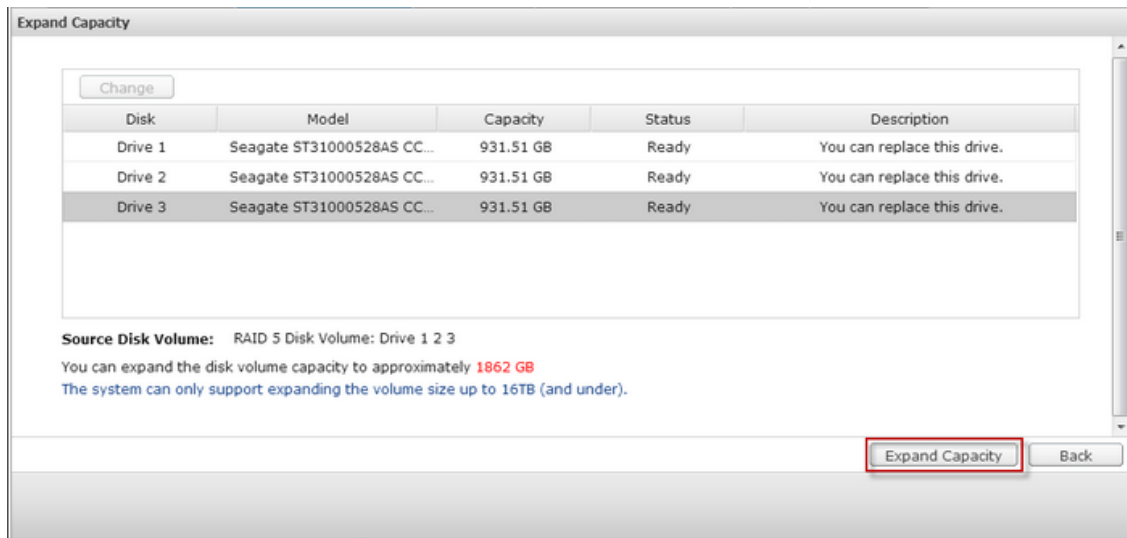 Expand Capacity
Change
Disk Model Capacity Status Description
Drive 1 Seagate ST31000528AS CC... 931.51 GB Ready You can replace this drive.
Drive 2 Seagate ST31000528AS CC... 931.51 GB Ready You can replace this drive.
Drive 3 Seagate ST31000528AS CC... 931.51 GB Ready You can replace this drive.
Source Disk Volume: RAID 5 Disk Volume: Drive 1 2 3
You can expand the disk volume capacity to approximately 1862 GB
The system can only support expanding the volume size up to 16TB (and under).
Expand Capacity Back